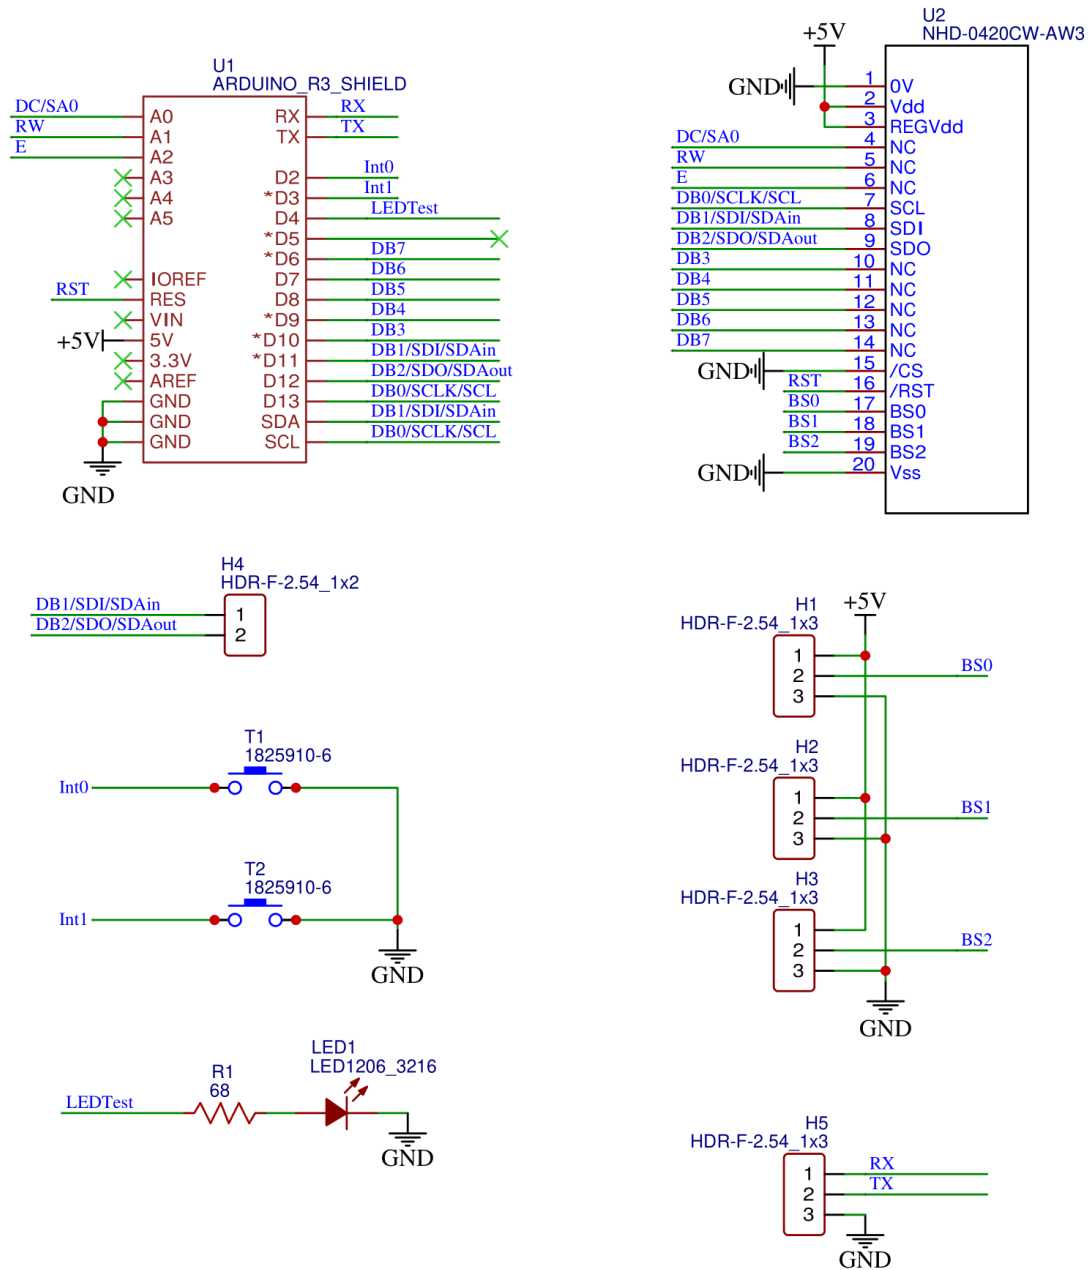 U1
ARDUINO_R3_SHIELD
DC/SA0 A0 RX RX
RW A1 TX TX
E A2
A3 D2 Int0
A4 *D3 Int1
A5 D4 LEDTest
*D5
*D6 DB7
IOREF D7 DB6
RST RES D8 DB5
VIN *D9 DB4
+5V 5V *D10 DB3
3.3V *D11 DB1/SDI/SDAin
AREF D12 DB2/SDO/SDAout
GND D13 DB0/SCLK/SCL
GND SDA DB1/SDI/SDAin
GND SCL DB0/SCLK/SCL
GND
U2
NHD-0420CW-AW3
+5V
GND 1 0V
2 Vdd
3 REGVdd
DC/SA0 4 NC
RW 5 NC
E 6 NC
DB0/SCLK/SCL 7 SCL
DB1/SDI/SDAin 8 SDI
DB2/SDO/SDAout 9 SDO
DB3 10 NC
DB4 11 NC
DB5 12 NC
DB6 13 NC
DB7 14 NC
GND 15 /CS
RST 16 /RST
BS0 17 BS0
BS1 18 BS1
BS2 19 BS2
GND 20 Vss
H4
HDR-F-2.54_1x2
DB1/SDI/SDAin 1
DB2/SDO/SDAout 2
T1
1825910-6
Int0
T2
1825910-6
Int1
GND
LED1
LED1206_3216
R1
68
LEDTest
GND
H1
HDR-F-2.54_1x3
+5V
1
2 BS0
3
H2
HDR-F-2.54_1x3
1
2 BS1
3
H3
HDR-F-2.54_1x3
1
2 BS2
3
GND
H5
HDR-F-2.54_1x3
1 RX
2 TX
3
GND